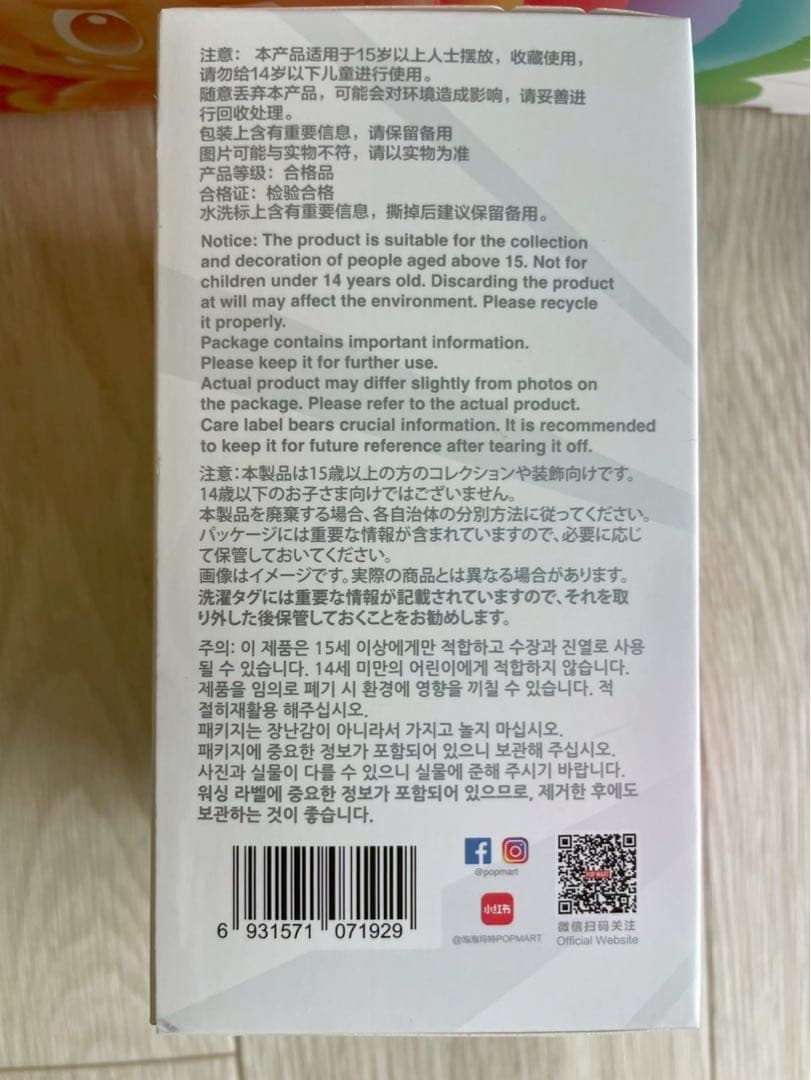 注意： 本产品适用于15岁以上人士摆放，收藏使用，
请勿给14岁以下儿童进行使用。
随意丢弃本产品，可能会对环境造成影响，请妥善进
行回收处理。
包装上含有重要信息，请保留备用
图片可能与实物不符，请以实物为准
产品等级：合格品
合格证：检验合格
水洗标上含有重要信息，撕掉后建议保留备用。
Notice: The product is suitable for the collection
and decoration of people aged above 15. Not for
children under 14 years old. Discarding the product
at will may affect the environment. Please recycle
it properly.
Package contains important information.
Please keep it for further use.
Actual product may differ slightly from photos on
the package. Please refer to the actual product.
Care label bears crucial information. It is recommended
to keep it for future reference after tearing it off.
注意：本製品は15歳以上の方のコレクションや装飾向けです。
14歳以下のお子さま向けではございません。
本製品を廃棄する場合、各自治体の分別方法に従ってください。
パッケージには重要な情報が含まれていますので、必要に応じ
て保管しておいてください。
画像はイメージです。実際の商品とは異なる場合があります。
洗濯タグには重要な情報が記載されていますので、それを取
り外した後保管しておくことをお勧めします。
주의: 이 제품은 15세 이상에게만 적합하고 수장과 진열로 사용
될 수 있습니다. 14세 미만의 어린이에게 적합하지 않습니다.
제품을 임의로 폐기 시 환경에 영향을 끼칠 수 있습니다. 적
절히재활용 해주십시오.
패키지는 장난감이 아니라서 가지고 놀지 마십시오.
패키지에 중요한 정보가 포함되어 있으니 보관해 주십시오.
사진과 실물이 다를 수 있으니 실물에 준해 주시기 바랍니다.
워싱 라벨에 중요한 정보가 포함되어 있으므로, 제거한 후에도
보관하는 것이 좋습니다.
6 931571 071929
@popmart
小红书
@泡泡玛特POPMART
POP MART
微信扫码关注
Official Website